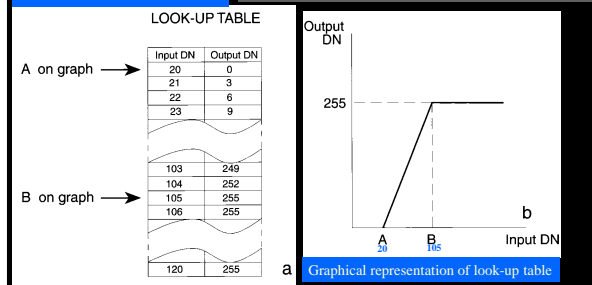 LOOK-UP TABLE
Input DN Output DN
A on graph 20 0
21 3
22 6
23 9
103 249
104 252
B on graph 105 255
106 255
120 255
a
Output
DN
255
A B Input DN
20 105
b
Graphical representation of look-up table